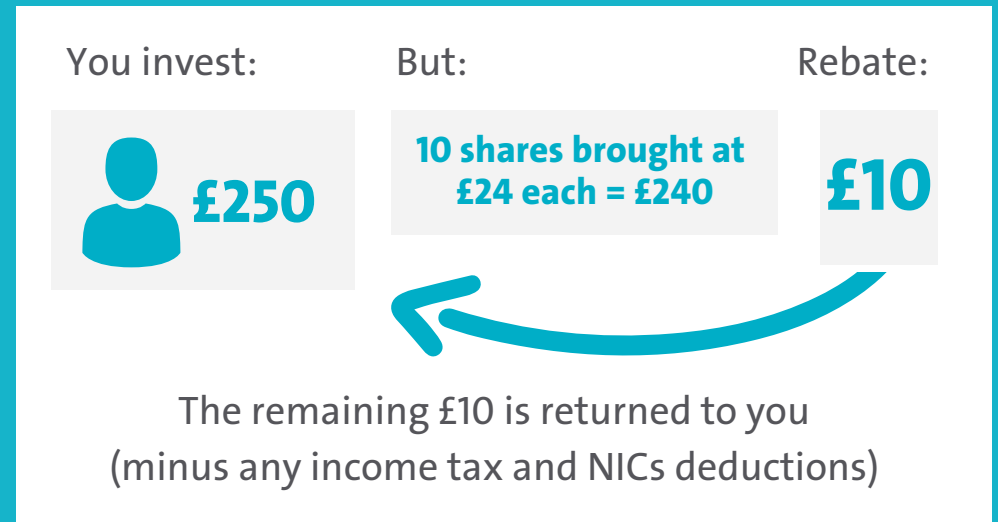 You invest:
But:
Rebate:
£250
10 shares brought at
£24 each = £240
£10
The remaining £10 is returned to you
(minus any income tax and NICs deductions)